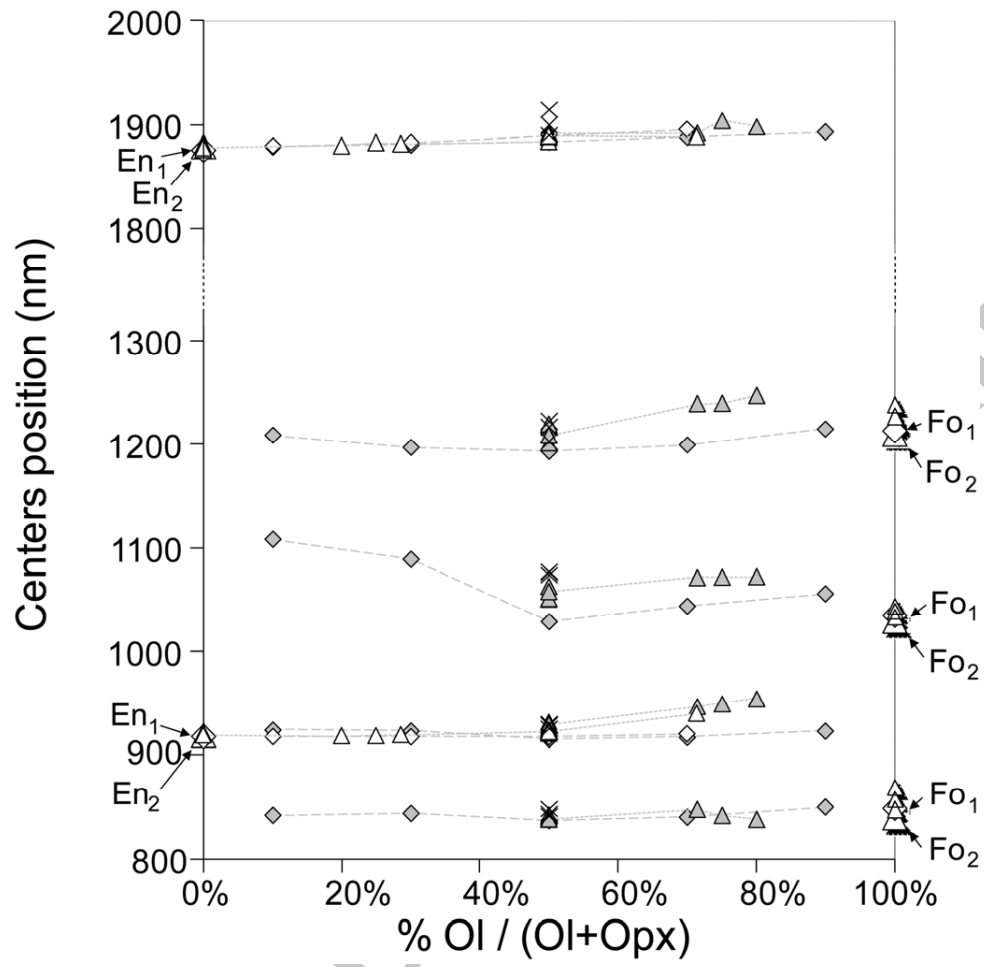 2000
1900
En1
En2
1800
Centers position (nm)
1300
1200
Fo1
Fo2
1100
1000
Fo1
Fo2
En1
900
En2
Fo1
800
Fo2
0%
20%
40%
60%
80%
100%
% Ol / (Ol+Opx)